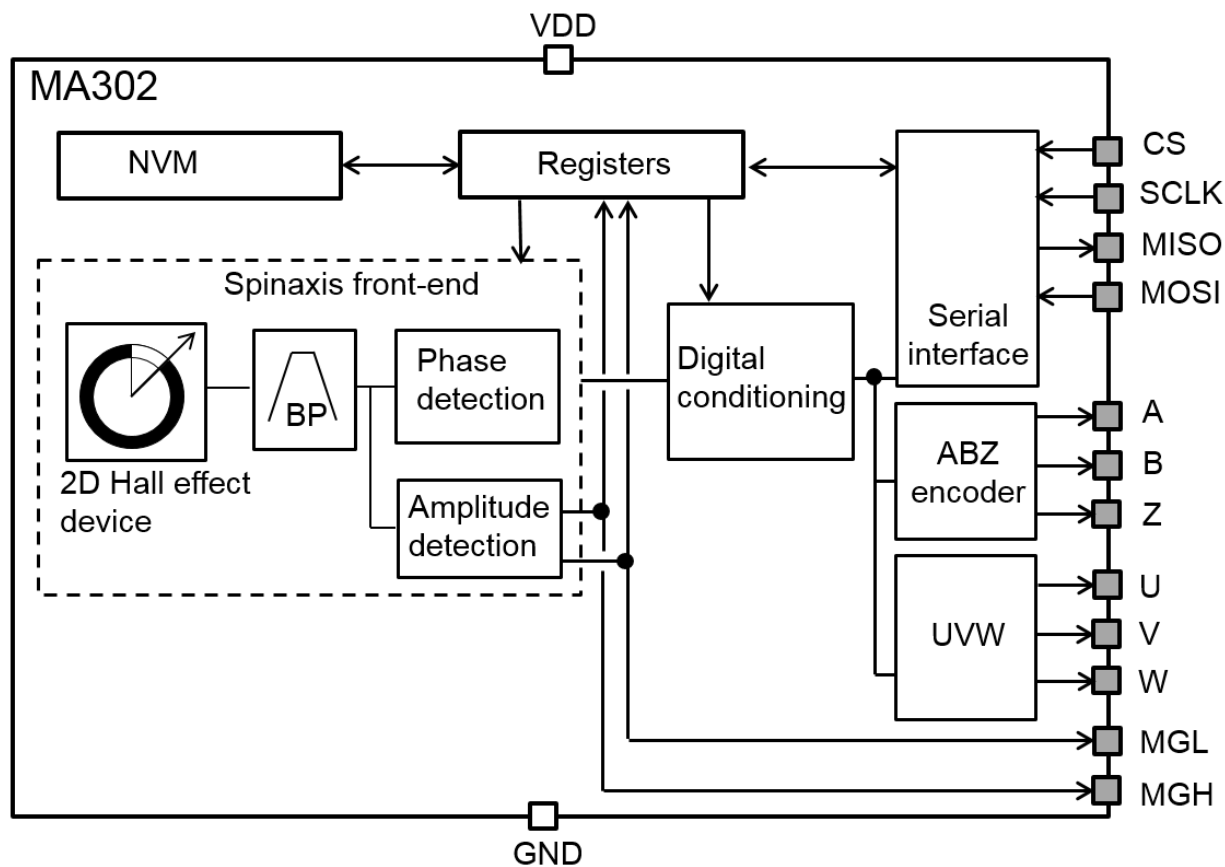 VDD
MA302
NVM
Registers
CS
SCLK
MISO
MOSI
Serial
interface
Spinaxis front-end
Phase
detection
BP
2D Hall effect
device
Amplitude
detection
Digital
conditioning
ABZ
encoder
A
B
Z
UVW
U
V
W
MGL
MGH
GND